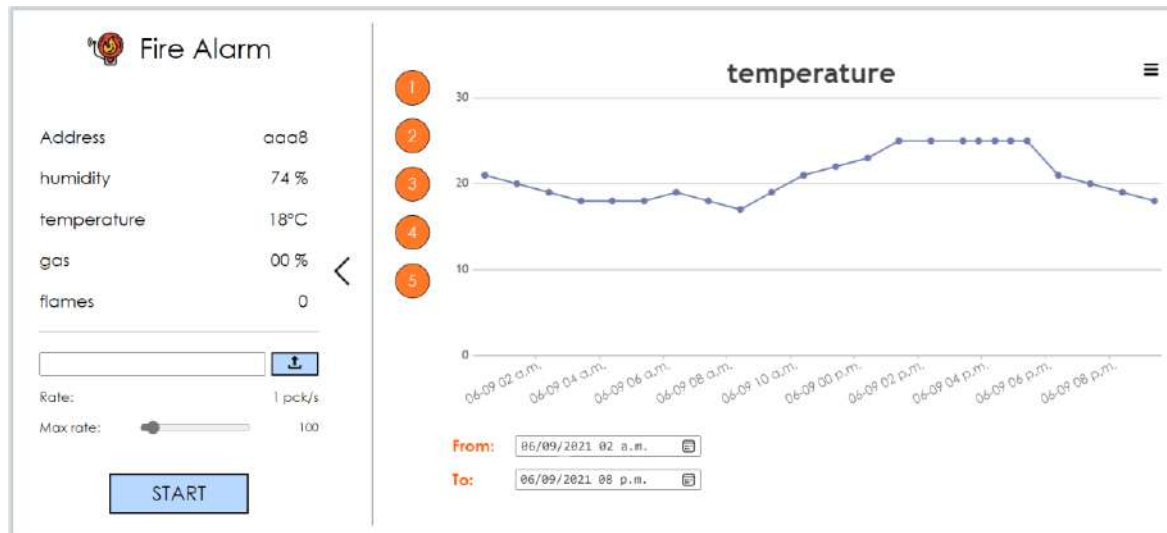 Fire Alarm
Address aaa8
humidity 74 %
temperature 18°C
gas 00 %
flames 0
Rate: 1 pck/s
Max rate: 100
START
1
2
3
4
5
temperature
30
20
10
0
06-09 02 a.m.
06-09 04 a.m.
06-09 06 a.m.
06-09 08 a.m.
06-09 10 a.m.
06-09 00 p.m.
06-09 02 p.m.
06-09 04 p.m.
06-09 06 p.m.
06-09 08 p.m.
From: 06/09/2021 02 a.m.
To: 06/09/2021 08 p.m.